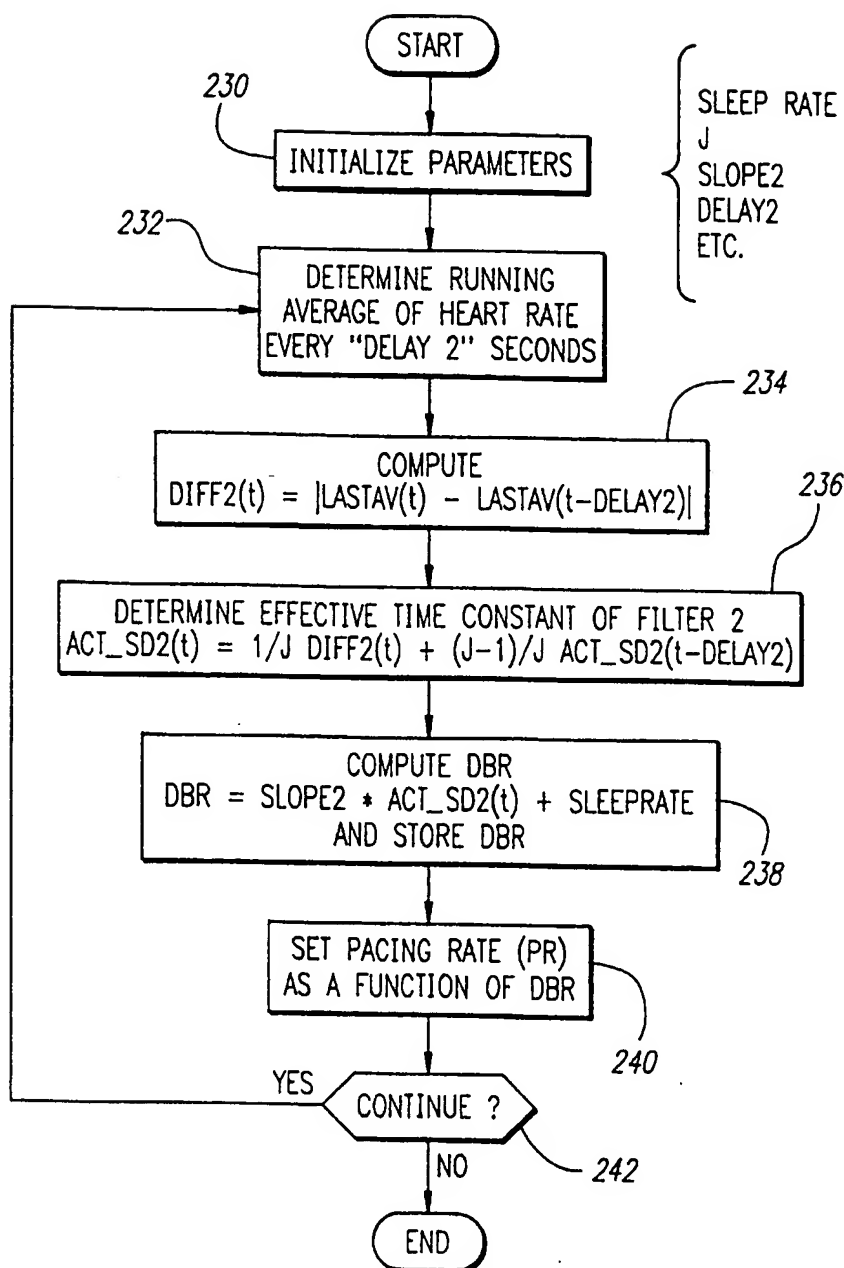 START
230
INITIALIZE PARAMETERS
SLEEP RATE
J
SLOPE2
DELAY2
ETC.
232
DETERMINE RUNNING
AVERAGE OF HEART RATE
EVERY "DELAY 2" SECONDS
234
COMPUTE
DIFF2(t) = |LASTAV(t) - LASTAV(t-DELAY2)|
236
DETERMINE EFFECTIVE TIME CONSTANT OF FILTER 2
ACT_SD2(t) = 1/J DIFF2(t) + (J-1)/J ACT_SD2(t-DELAY2)
COMPUTE DBR
DBR = SLOPE2 * ACT_SD2(t) + SLEEPRATE
AND STORE DBR
238
SET PACING RATE (PR)
AS A FUNCTION OF DBR
240
YES
CONTINUE ?
242
NO
END